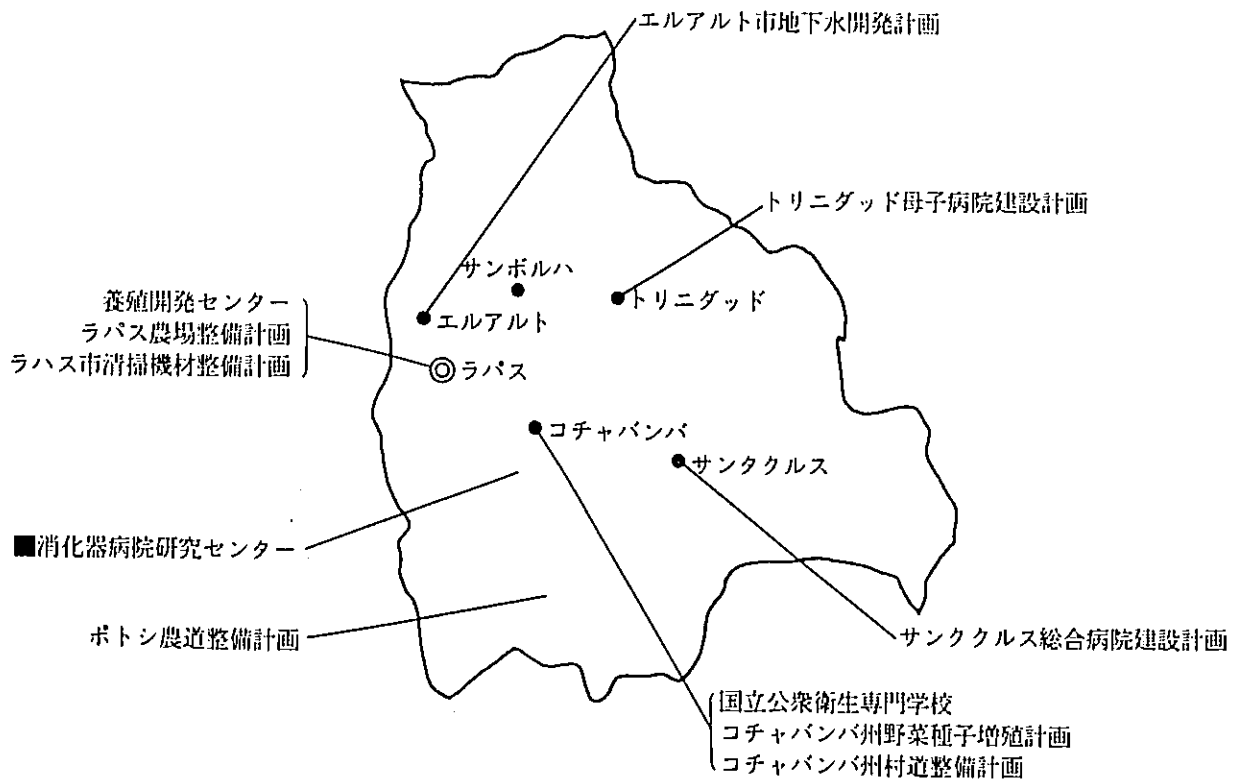 エルアルト市地下水開発計画
トリニダッド母子病院建設計画
サンボルハ
トリニダッド
養殖開発センター
ラパス農場整備計画
ラハス市清掃機材整備計画
エルアルト
ラパス
コチャバンバ
サンタクルス
■消化器病院研究センター
ポトシ農道整備計画
サンククルス総合病院建設計画
国立公衆衛生専門学校
コチャバンバ州野菜種子増殖計画
コチャバンバ州村道整備計画